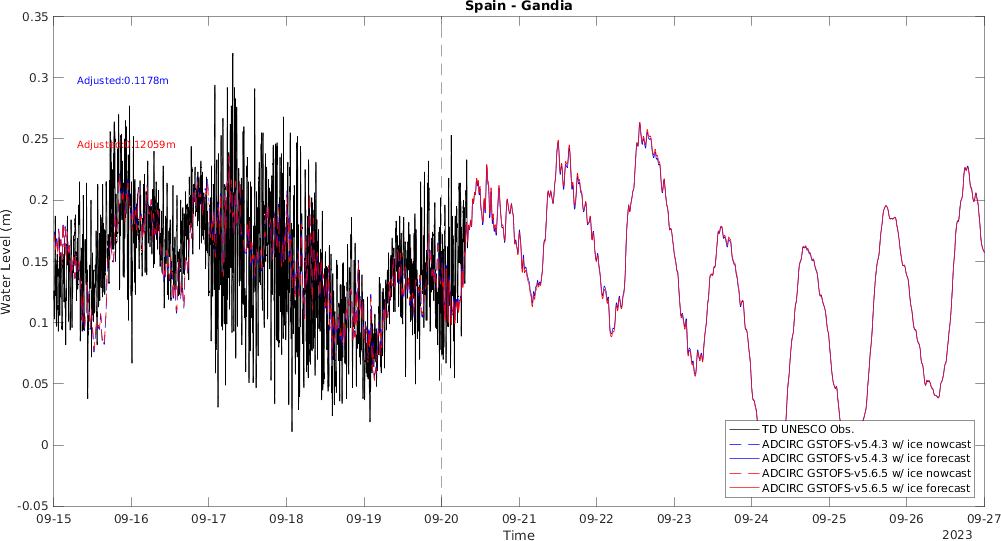 Spain - Gandia
0.35
0.3
0.25
0.2
0.15
0.1
0.05
0
-0.05
Water Level (m)
Adjusted:0.1178m
Adjusted:0.12059m
TD UNESCO Obs.
ADCIRC GSTOFS-v5.4.3 w/ ice nowcast
ADCIRC GSTOFS-v5.4.3 w/ ice forecast
ADCIRC GSTOFS-v5.6.5 w/ ice nowcast
ADCIRC GSTOFS-v5.6.5 w/ ice forecast
09-15 09-16 09-17 09-18 09-19 09-20 09-21 09-22 09-23 09-24 09-25 09-26 09-27
Time
2023